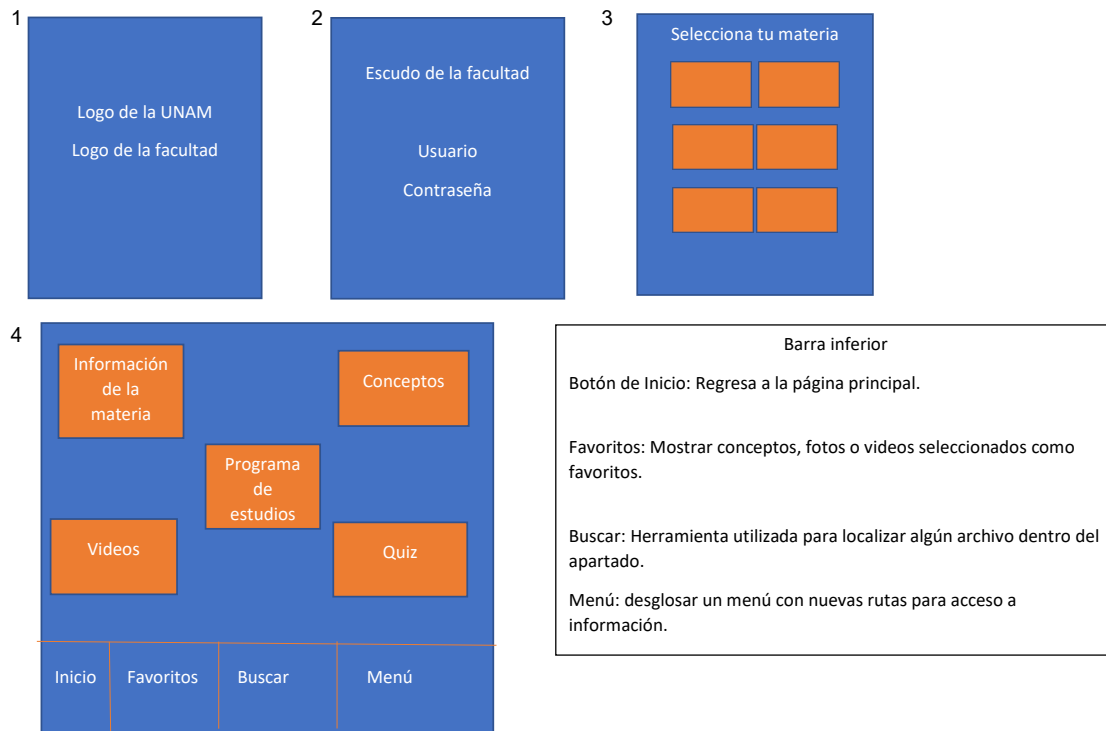 1
Logo de la UNAM
Logo de la facultad
2
Escudo de la facultad
Usuario
Contraseña
3
Selecciona tu materia
4
Información
de la
materia
Conceptos
Programa
de
estudios
Videos
Quiz
Inicio
Favoritos
Buscar
Menú
Barra inferior
Botón de Inicio: Regresa a la página principal.
Favoritos: Mostrar conceptos, fotos o videos seleccionados como
favoritos.
Buscar: Herramienta utilizada para localizar algún archivo dentro del
apartado.
Menú: desglosar un menú con nuevas rutas para acceso a
información.